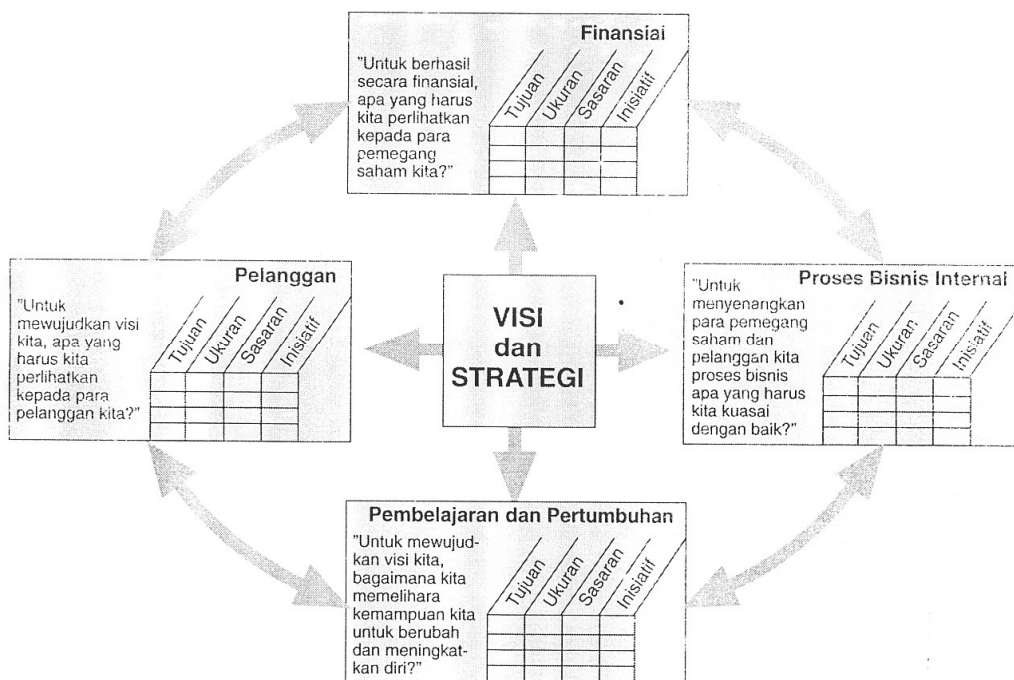 Finansial
"Untuk berhasil
secara finansial,
apa yang harus
kita perlihatkan
kepada para
pemegang
saham kita?"
Tujuan
Ukuran
Sasaran
Inisiatif
Pelanggan
"Untuk
mewujudkan visi
kita, apa yang
harus kita
perlihatkan
kepada para
pelanggan kita?"
Tujuan
Ukuran
Sasaran
Inisiatif
VISI
dan
STRATEGI
Proses Bisnis Internal
"Untuk
menyenangkan
para pemegang
saham dan
pelanggan kita
proses bisnis
apa yang harus
kita kuasai
dengan baik?"
Tujuan
Ukuran
Sasaran
Inisiatif
Pembelajaran dan Pertumbuhan
"Untuk mewujud-
kan visi kita,
bagaimana kita
memelihara
kemampuan kita
untuk berubah
dan meningkat-
kan diri?"
Tujuan
Ukuran
Sasaran
Inisiatif